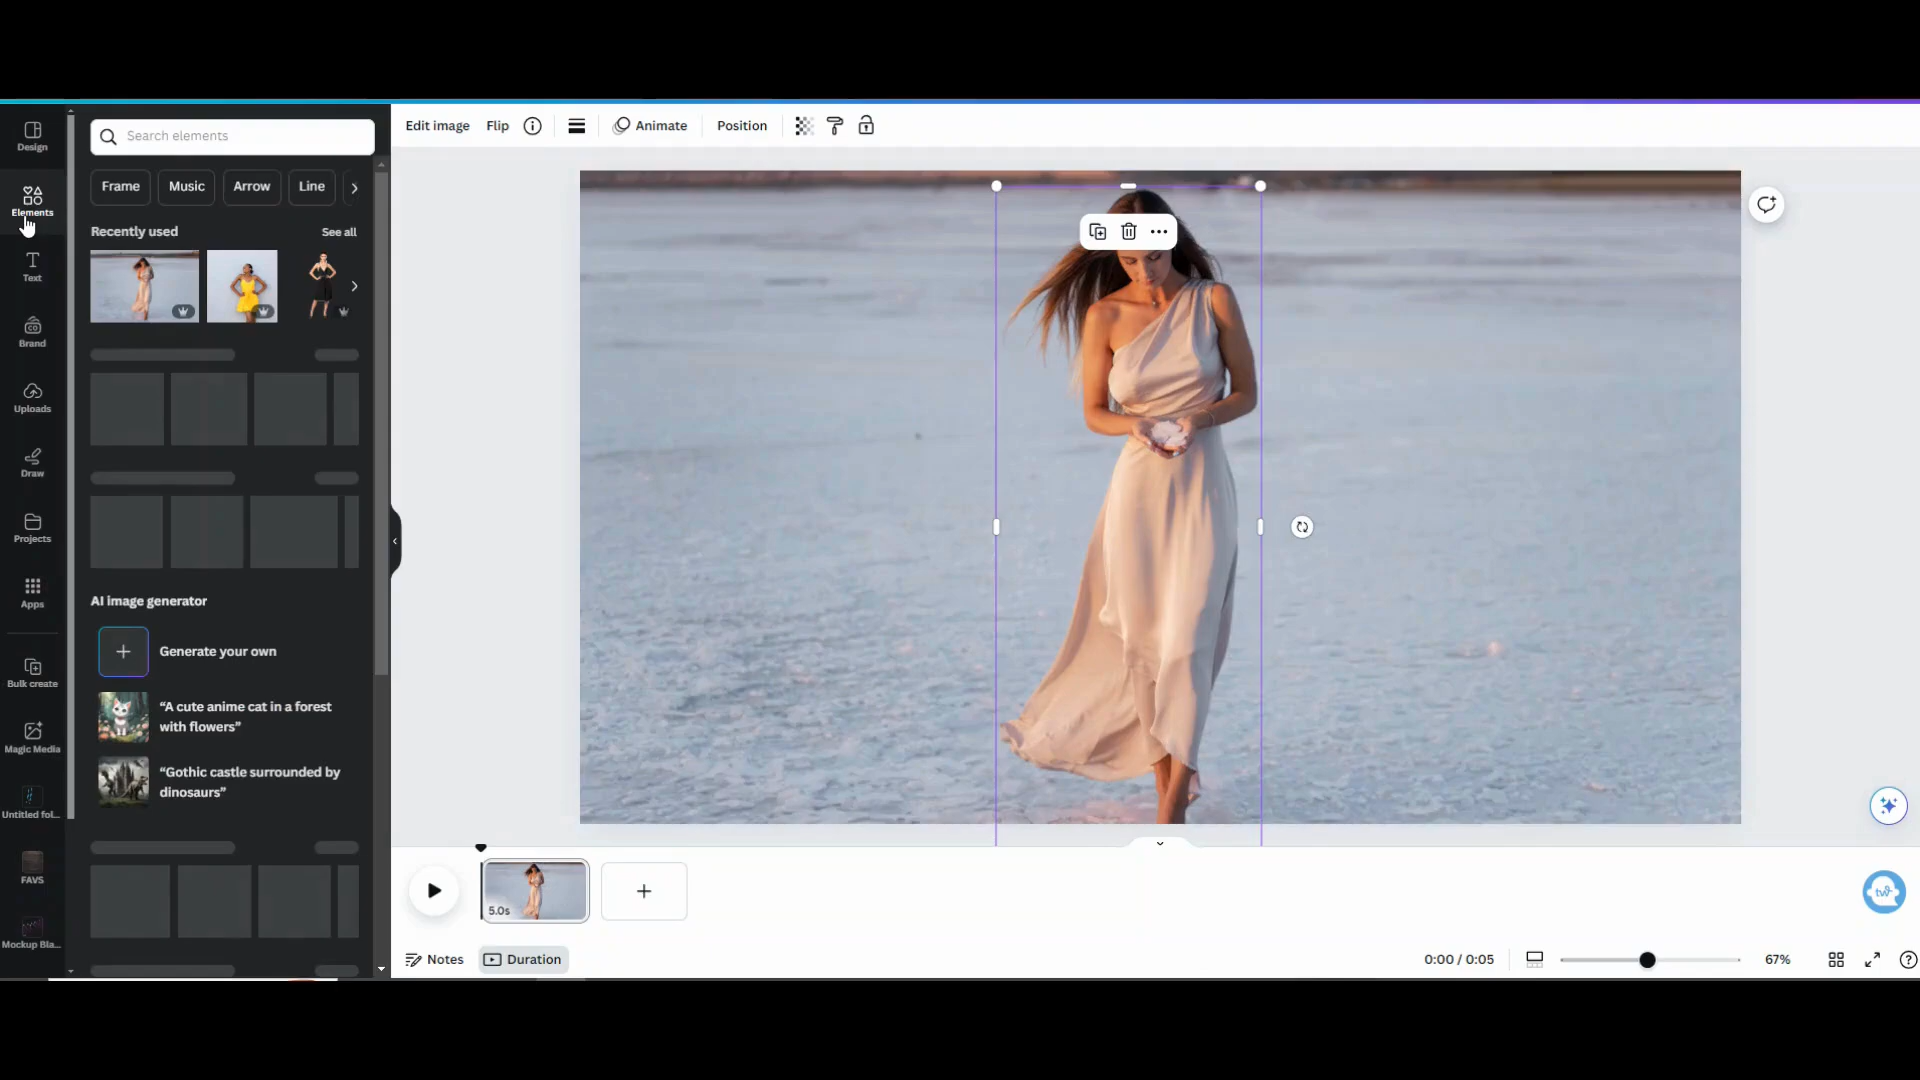 Design
Elements
Text
Brand
Uploads
Draw
Projects
Apps
Bulk create
Magic Media
Untitled fol...
FAVS
Mockup Bla...
Search elements
Frame
Music
Arrow
Line
Recently used
See all
AI image generator
Generate your own
“A cute anime cat in a forest
with flowers”
“Gothic castle surrounded by
dinosaurs”
Edit image
Flip
Animate
Position
5.0s
Notes
Duration
0:00 / 0:05
67%